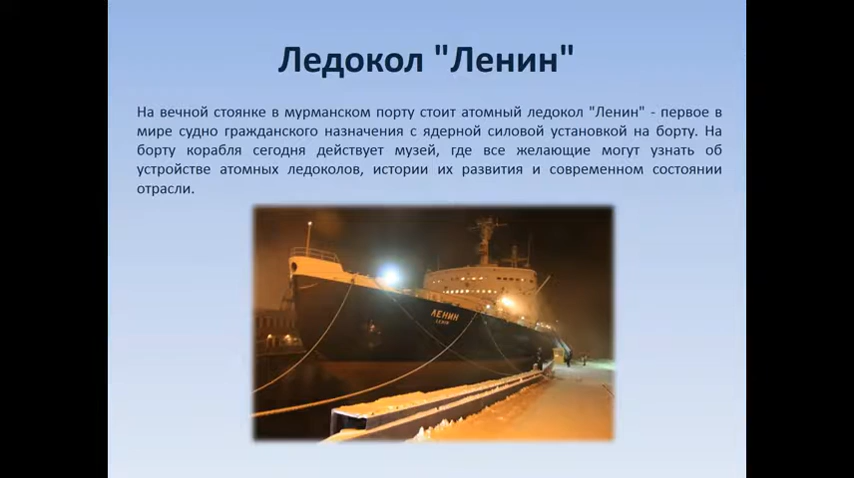 Ледокол "Ленин"
На вечной стоянке в мурманском порту стоит атомный ледокол "Ленин" - первое в
мире судно гражданского назначения с ядерной силовой установкой на борту. На
борту корабля сегодня действует музей, где все желающие могут узнать об
устройстве атомных ледоколов, истории их развития и современном состоянии
отрасли.
ЛЕНИН